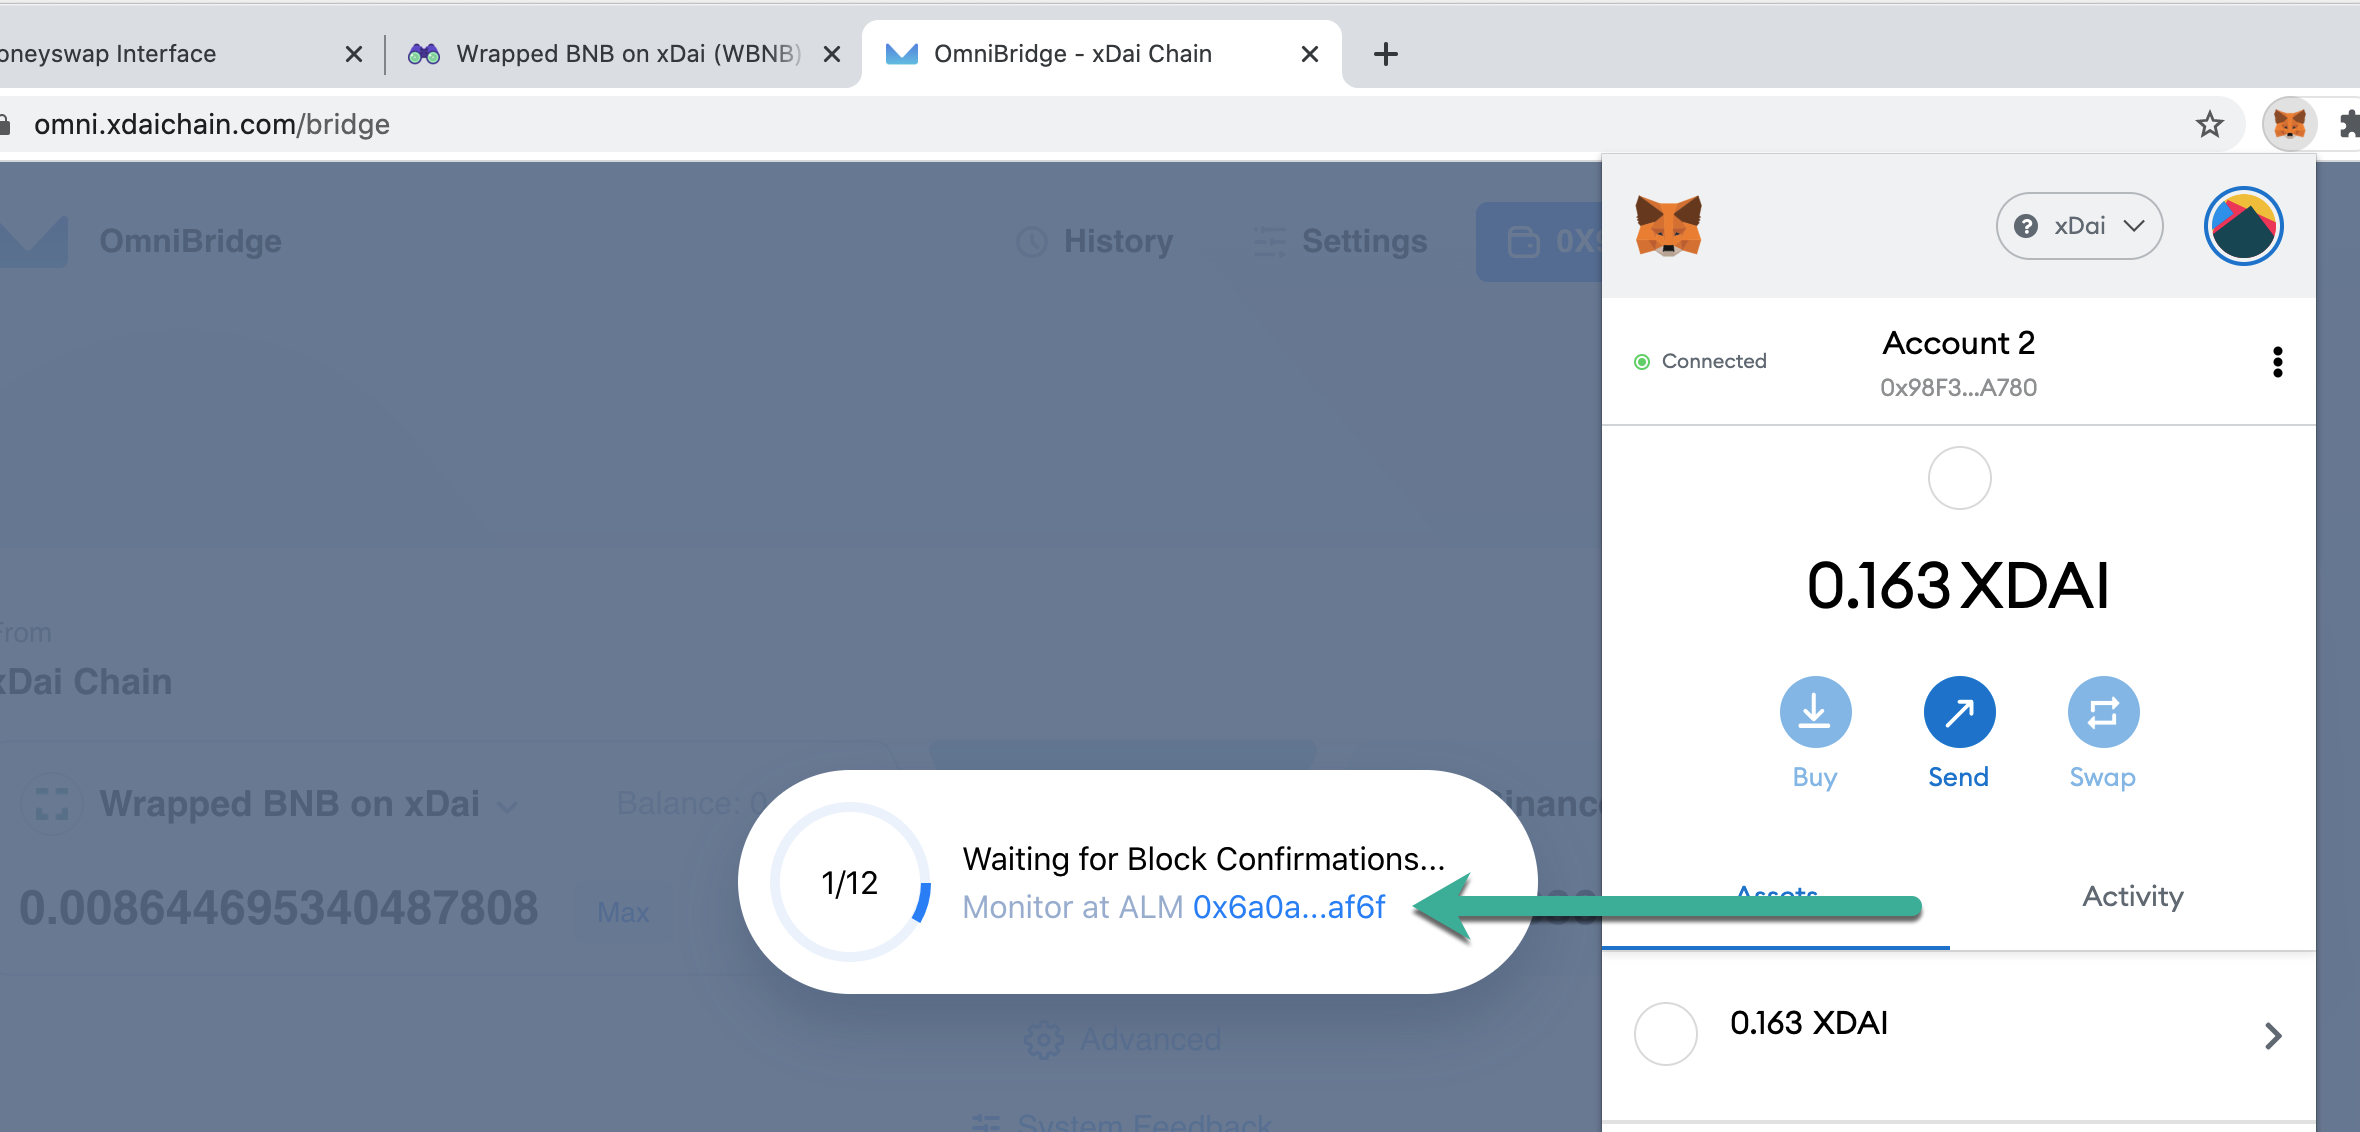 oneyswap Interface
Wrapped BNB on xDai (WBNB)
OmniBridge - xDai Chain
omni.xdaichain.com/bridge
OmniBridge
History
Settings
xDai
Connected
Account 2
0x98F3...A780
0.163 XDAI
From
xDai Chain
Buy
Send
Swap
Wrapped BNB on xDai
Balance: 0
0.008644695340487808
Max
1/12
Waiting for Block Confirmations...
Monitor at ALM 0x6a0a...af6f
Assets
Activity
0.163 XDAI
Advanced
System Feedback